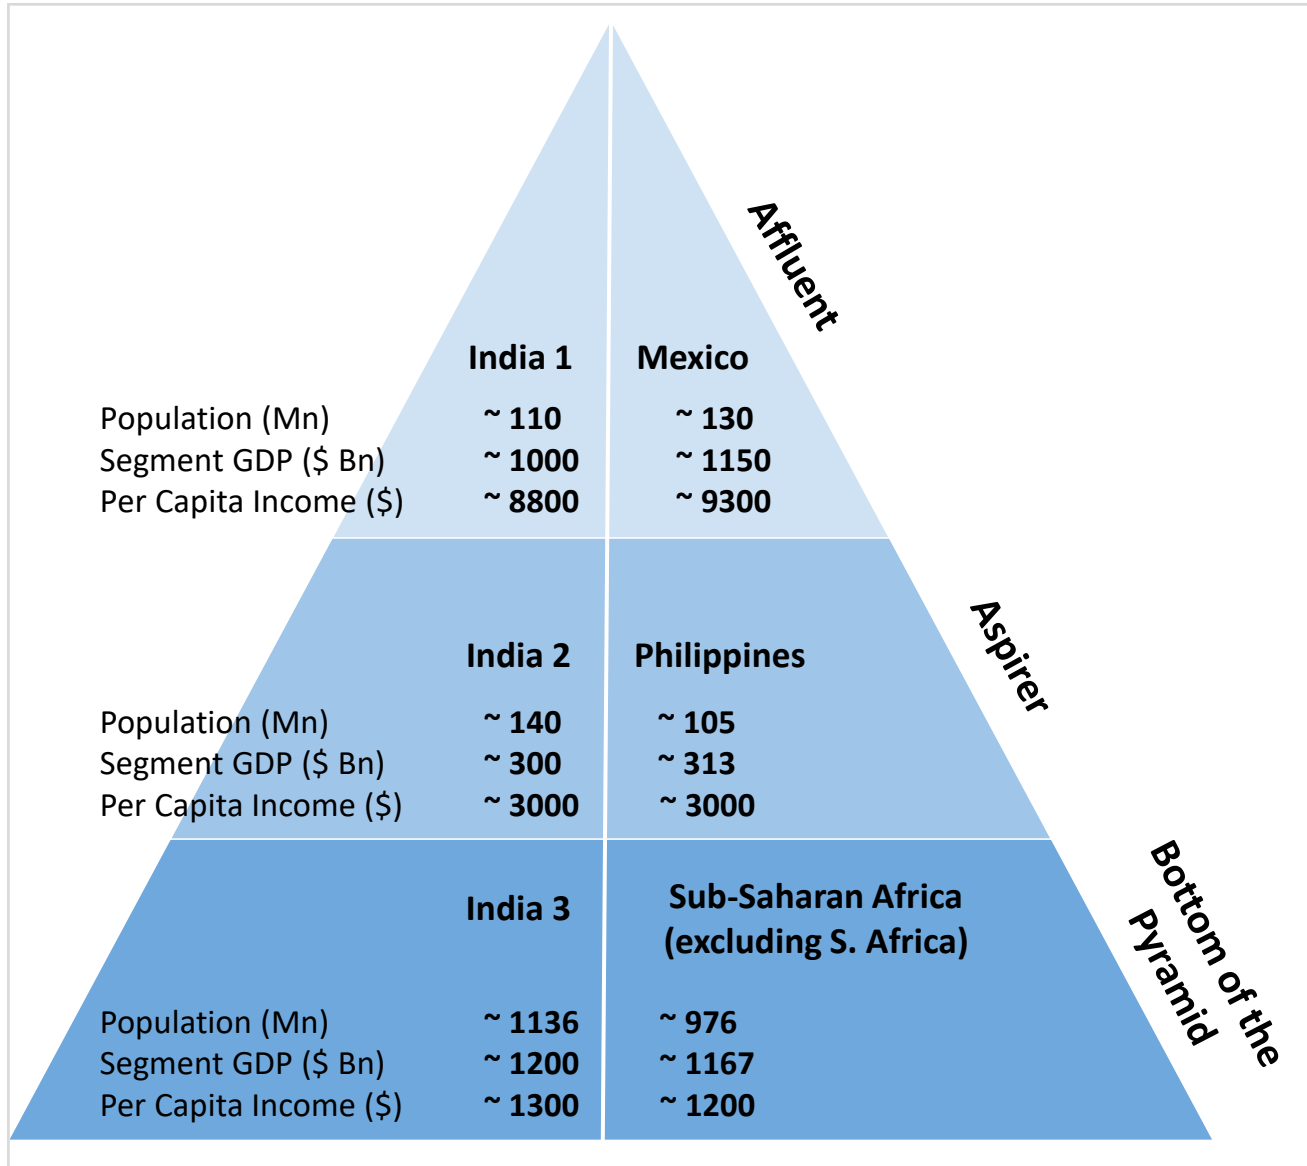 Affluent
India 1 Mexico
Population (Mn) ~ 110 ~ 130
Segment GDP ($ Bn) ~ 1000 ~ 1150
Per Capita Income ($) ~ 8800 ~ 9300
Aspirer
India 2 Philippines
Population (Mn) ~ 140 ~ 105
Segment GDP ($ Bn) ~ 300 ~ 313
Per Capita Income ($) ~ 3000 ~ 3000
Bottom of the
Pyramid
India 3 Sub-Saharan Africa
(excluding S. Africa)
Population (Mn) ~ 1136 ~ 976
Segment GDP ($ Bn) ~ 1200 ~ 1167
Per Capita Income ($) ~ 1300 ~ 1200